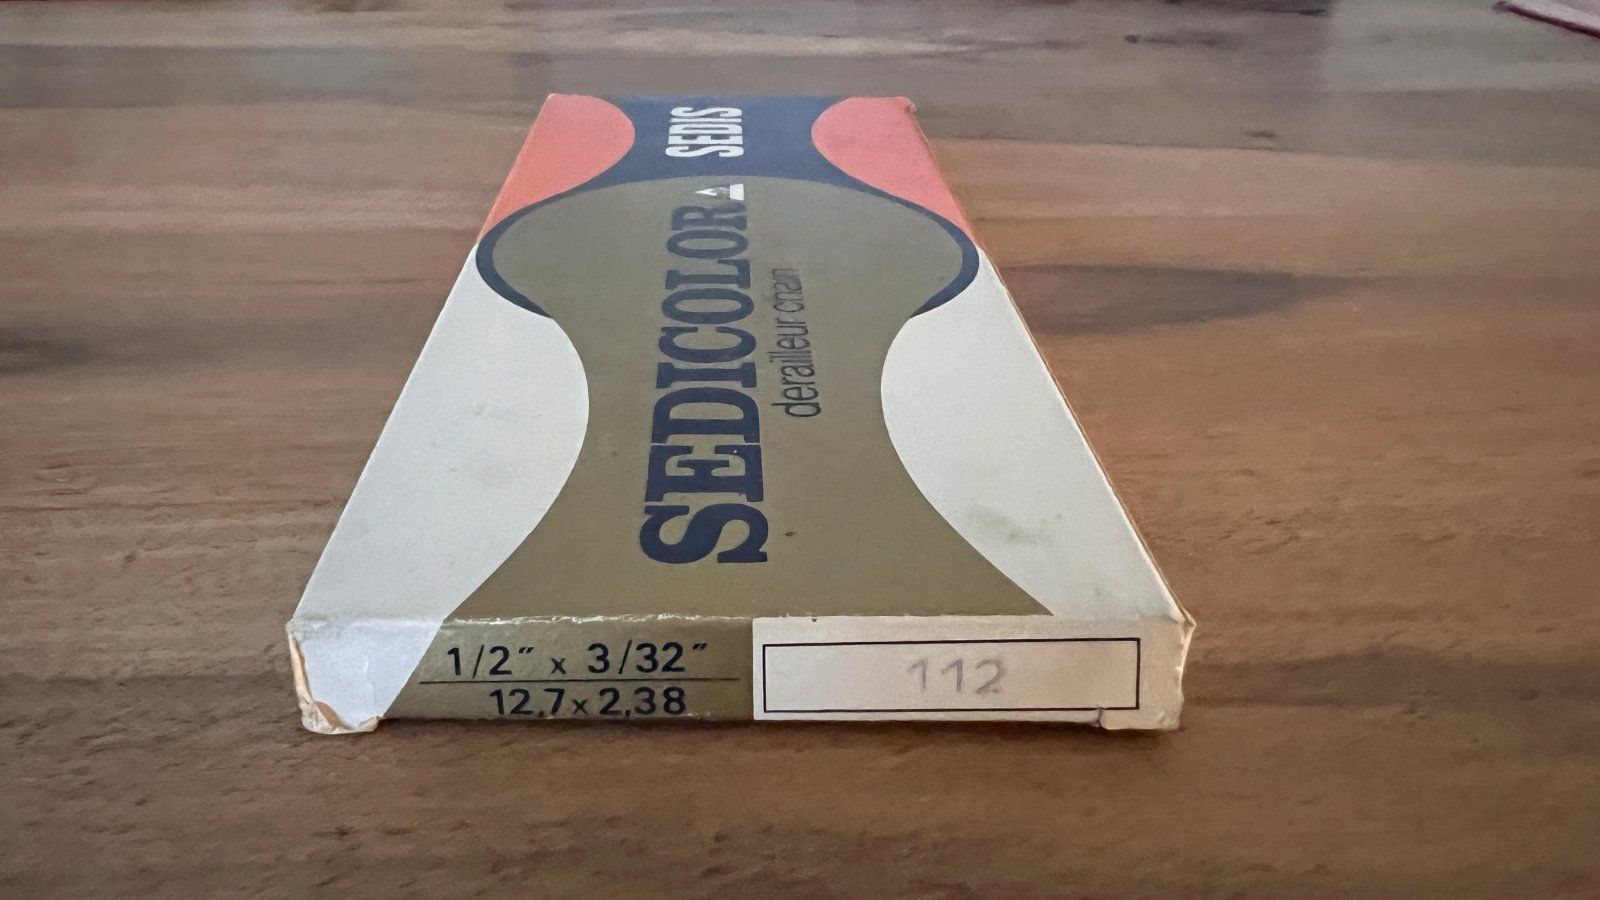 SEDIS
SEDICOLOR
derailleur chain
1/2" x 3/32"
12,7 x 2,38
112